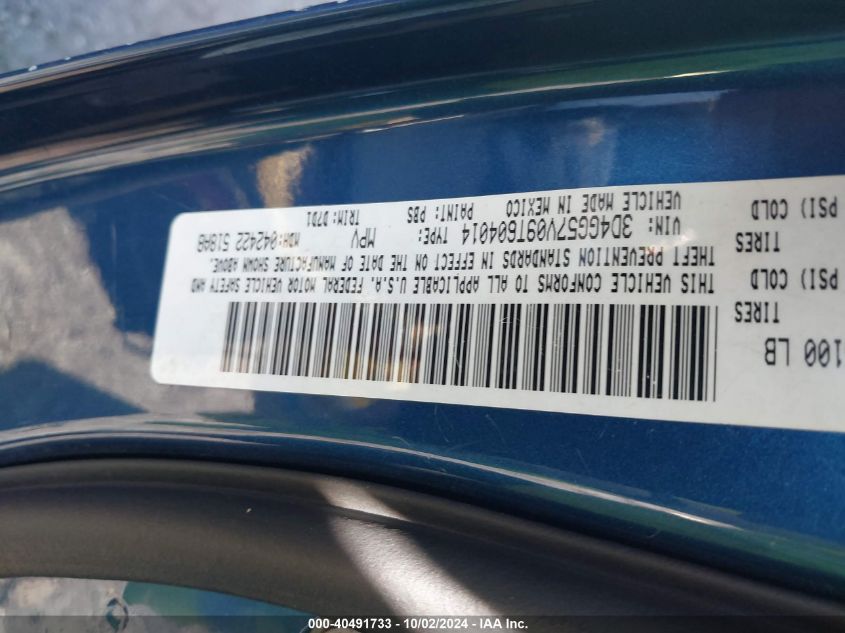 100 LB
TIRES
PSI) COLD
TIRES
PSI) COLD
THIS VEHICLE CONFORMS TO ALL APPLICABLE U.S.A. FEDERAL MOTOR VEHICLE SAFETY AND
THEFT PREVENTION STANDARDS IN EFFECT ON THE DATE OF MANUFACTURE SHOWN ABOVE.
VIN: 3D4GG57V09T604014 TYPE: MPV MDH: 042422 518AB
VEHICLE MADE IN MEXICO PAINT: PBS TRIM: D7D1
000-40491733 - 10/02/2024 - IAA Inc.